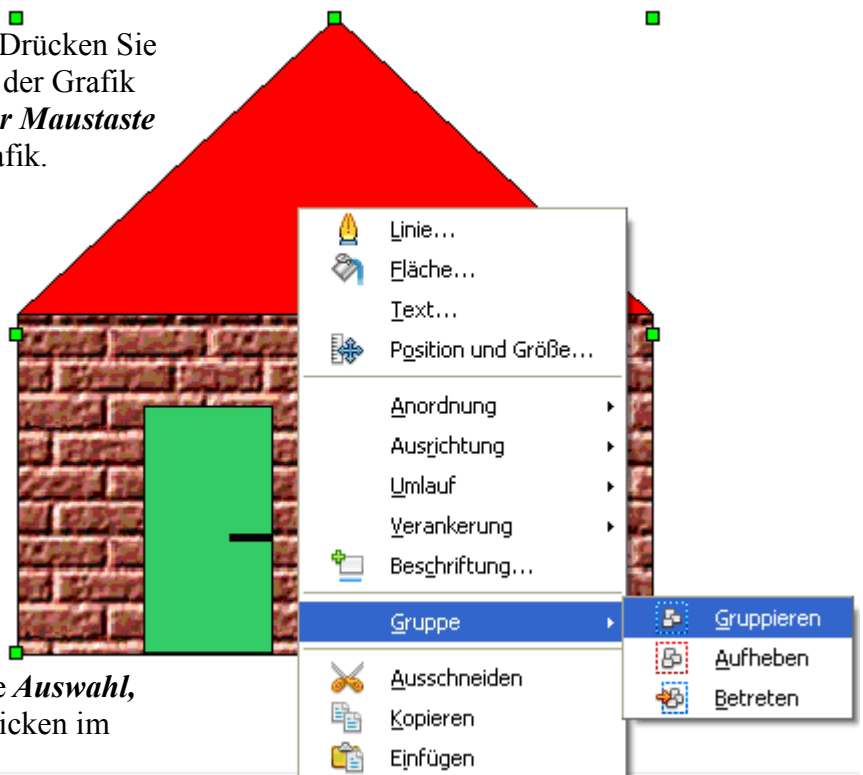 Drücken Sie
der Grafik
r Maustaste
afik.
Linie...
Fläche...
Text...
Position und Größe...
Anordnung
Ausrichtung
Umlauf
Verankerung
Beschriftung...
Gruppe
Gruppieren
Aufheben
Betreten
Ausschneiden
Kopieren
Einfügen
e Auswahl,
icken im